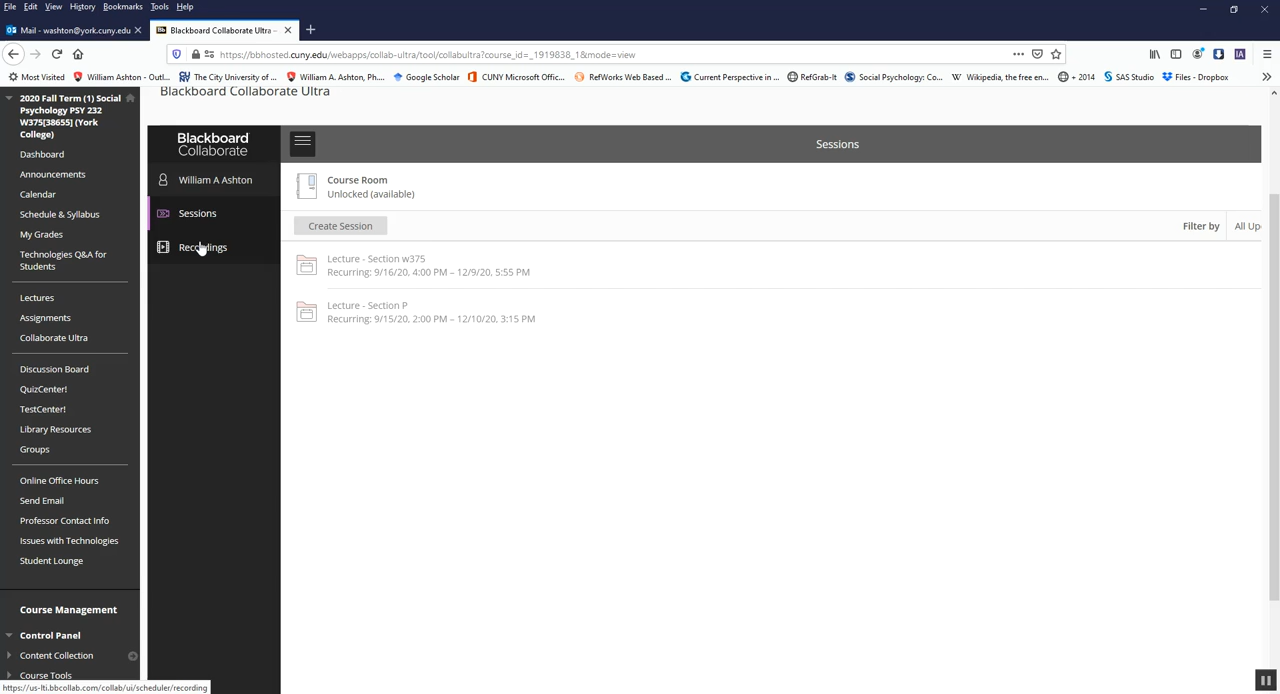 File Edit View History Bookmarks Tools Help
Mail - washton@york.cuny.edu
Blackboard Collaborate Ultra –
https://bbhosted.cuny.edu/webapps/collab-ultra/tool/collabultra?course_id=_1919838_1&mode=view
Most Visited William Ashton - Outl... The City University of ... William A. Ashton, Ph.... Google Scholar CUNY Microsoft Offic... RefWorks Web Based ... Current Perspective in ... RefGrab-It Social Psychology: Co... Wikipedia, the free en... + 2014 SAS Studio Files - Dropbox
2020 Fall Term (1) Social
Psychology PSY 232
W375[38655] (York
College)
Dashboard
Announcements
Calendar
Schedule & Syllabus
My Grades
Technologies Q&A for
Students
Lectures
Assignments
Collaborate Ultra
Discussion Board
QuizCenter!
TestCenter!
Library Resources
Groups
Online Office Hours
Send Email
Professor Contact Info
Issues with Technologies
Student Lounge
Course Management
Control Panel
Content Collection
Course Tools
https://us-lti.bbcollab.com/collab/ui/scheduler/recording
Blackboard Collaborate Ultra
Blackboard
Collaborate
William A Ashton
Sessions
Recordings
Sessions
Course Room
Unlocked (available)
Create Session
Filter by All Up
Lecture - Section w375
Recurring: 9/16/20, 4:00 PM – 12/9/20, 5:55 PM
Lecture - Section P
Recurring: 9/15/20, 2:00 PM – 12/10/20, 3:15 PM